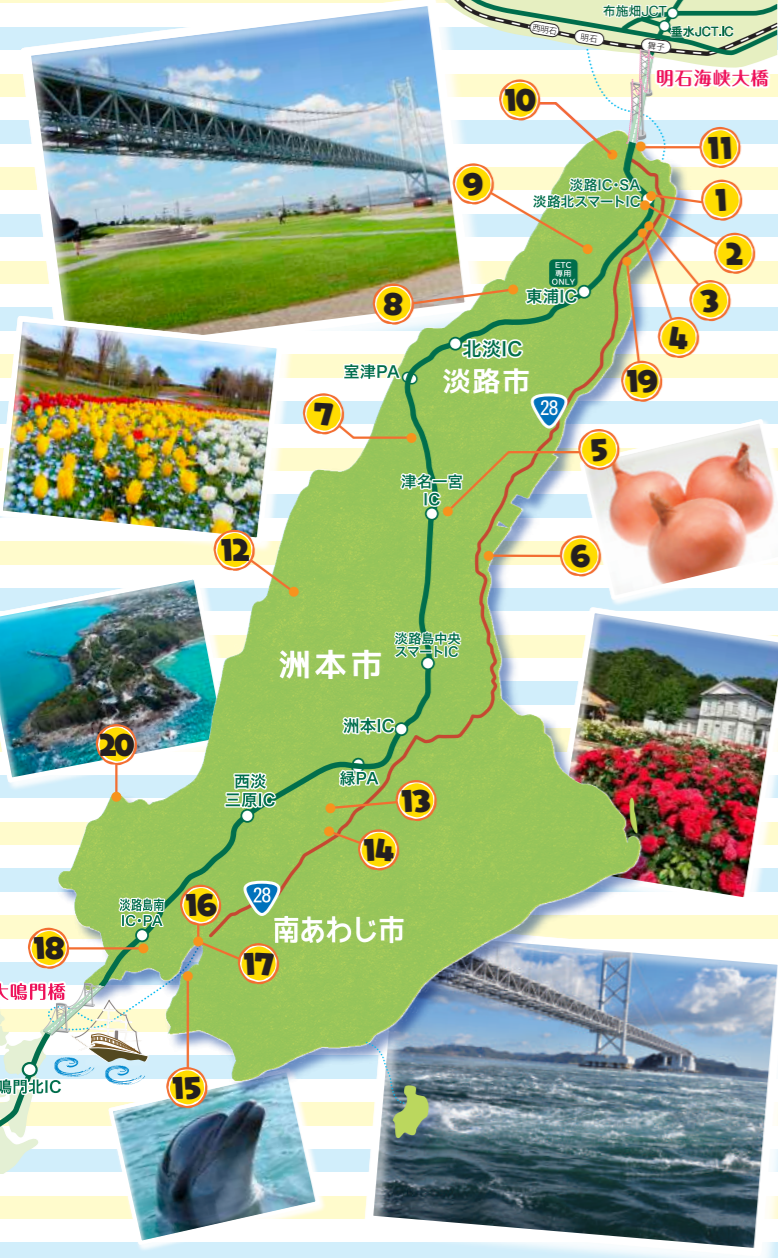 布施畑JCT
垂水JCT.IC
西明石
明石
舞子
明石海峡大橋
10
11
淡路IC・SA
淡路北スマートIC
1
9
2
ETC
専用
ONLY
東浦IC
3
8
4
北淡IC
室津PA
淡路市
19
28
7
津名一宮
IC
5
12
6
淡路島中央
スマートIC
洲本市
洲本IC
20
緑PA
西淡
三原IC
13
14
28
淡路島南
IC・PA
16
南あわじ市
18
17
大鳴門橋
鳴門北IC
15